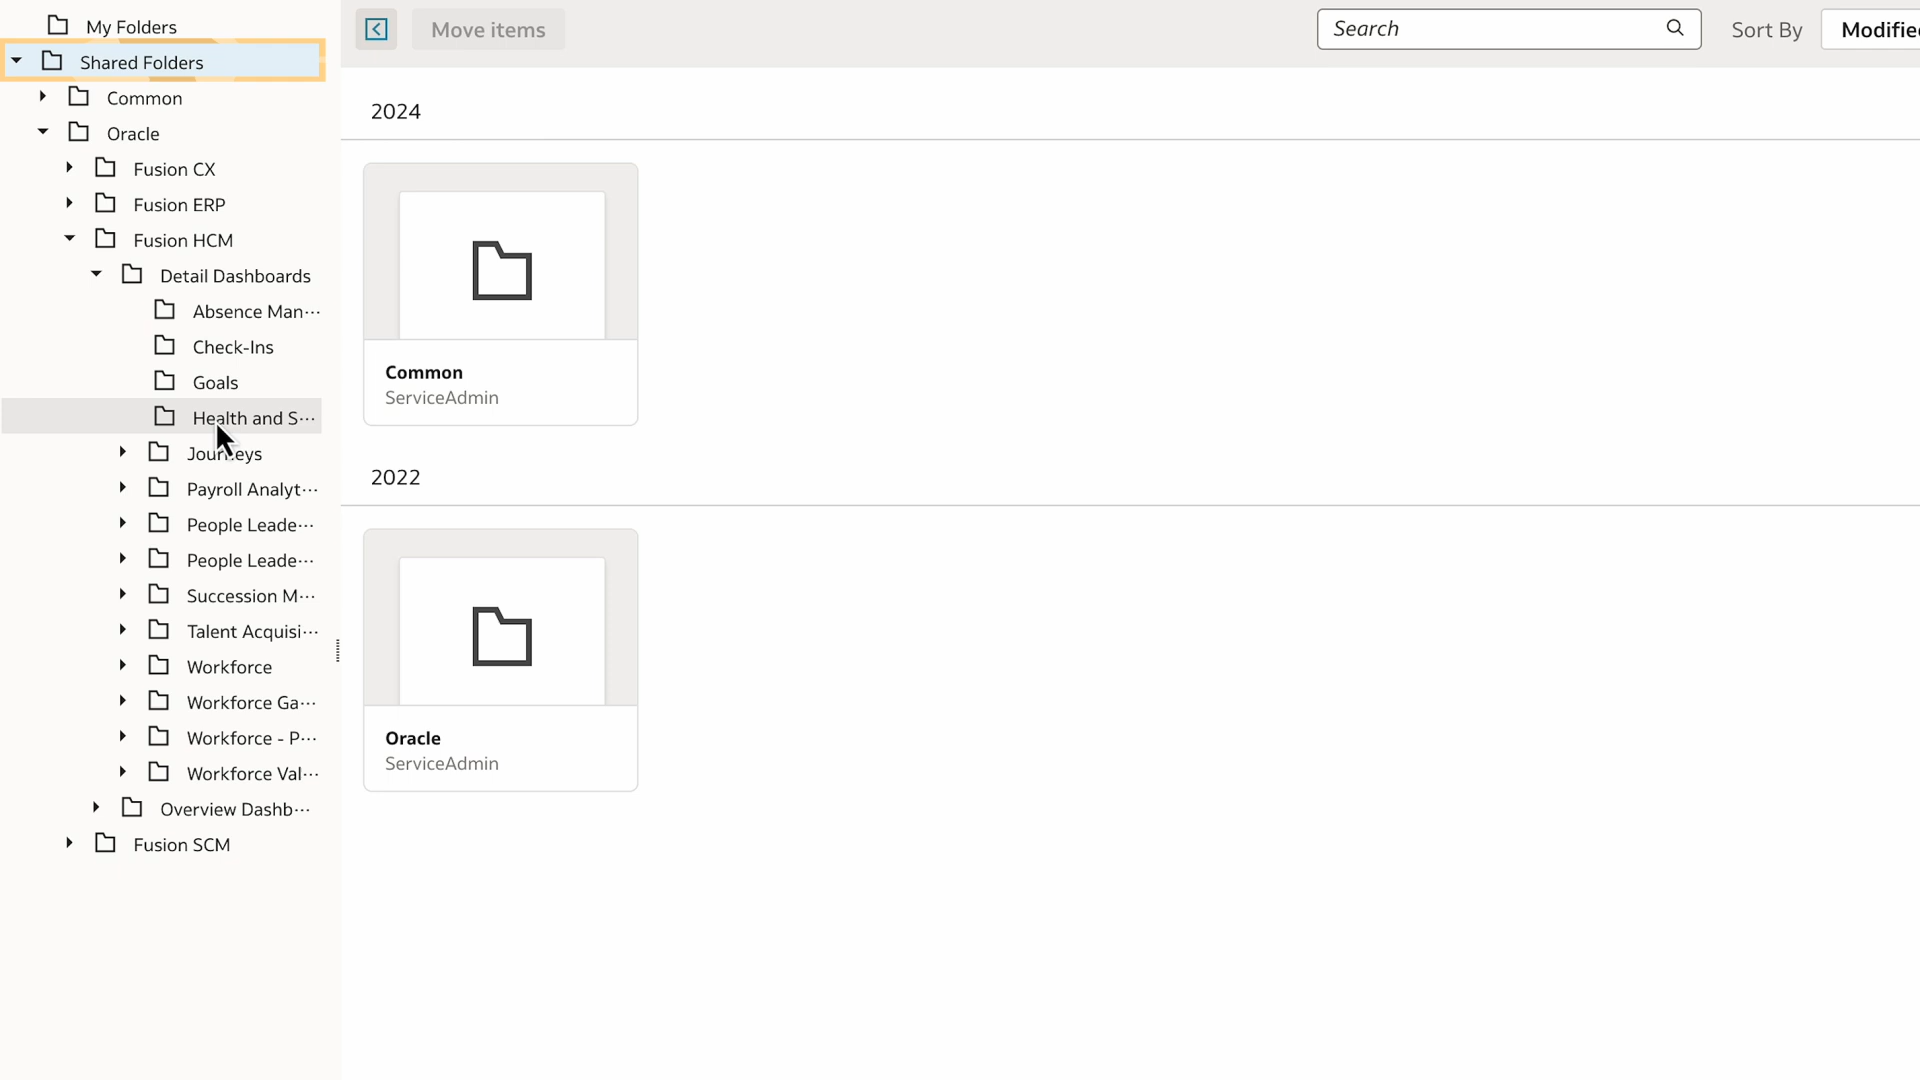 My Folders
Shared Folders
Common
Oracle
Fusion CX
Fusion ERP
Fusion HCM
Detail Dashboards
Absence Man···
Check-Ins
Goals
Health and S···
Journeys
Payroll Analyt···
People Leade···
People Leade···
Succession M···
Talent Acquisi···
Workforce
Workforce Ga···
Workforce - P···
Workforce Val···
Overview Dashb···
Fusion SCM
Move items
Search
Sort By
Modified
2024
Common
ServiceAdmin
2022
Oracle
ServiceAdmin